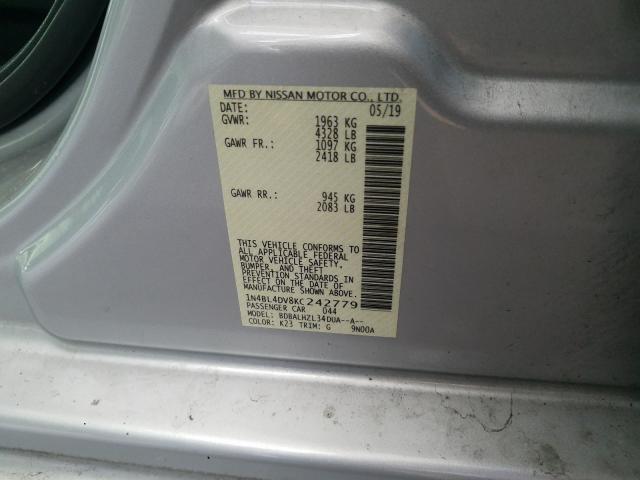 MFD BY NISSAN MOTOR CO., LTD.
DATE: 05/19
GVWR: 1963 KG
4328 LB
GAWR FR.: 1097 KG
2418 LB
GAWR RR.: 945 KG
2083 LB
THIS VEHICLE CONFORMS TO
ALL APPLICABLE FEDERAL
MOTOR VEHICLE SAFETY,
BUMPER, AND THEFT
PREVENTION STANDARDS IN
EFFECT ON THE DATE OF
MANUFACTURE SHOWN ABOVE.
1N4BL4DV8KC242779
PASSENGER CAR 044
MODEL: BDBALHZL34DUA--A--
COLOR: K23 TRIM: G 9N00A